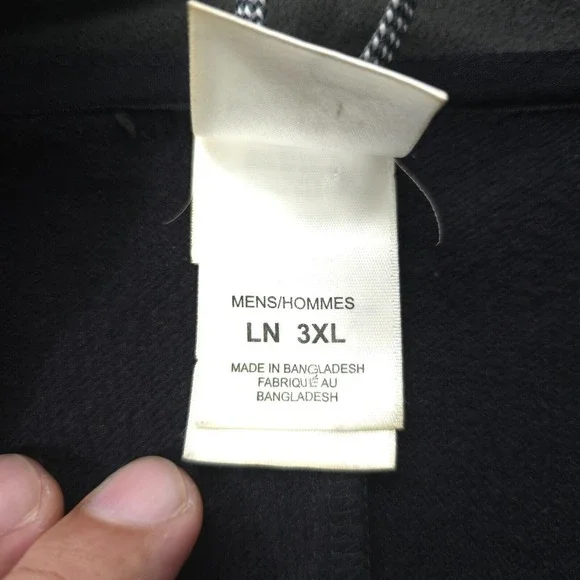 MENS/HOMMES
LN 3XL
MADE IN BANGLADESH
FABRIQUÉ AU
BANGLADESH